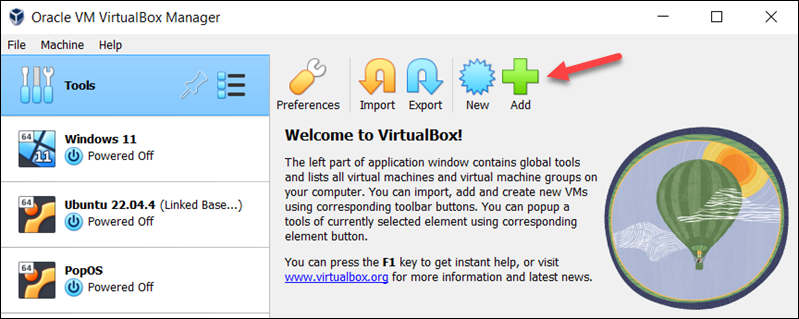 Oracle VM VirtualBox Manager
File Machine Help
Tools
Preferences Import Export New Add
64
11
Windows 11
Powered Off
64
Ubuntu 22.04.4 (Linked Base...)
Powered Off
64
PopOS
Powered Off
Welcome to VirtualBox!
The left part of application window contains global tools
and lists all virtual machines and virtual machine groups on
your computer. You can import, add and create new VMs
using corresponding toolbar buttons. You can popup a
tools of currently selected element using corresponding
element button.
You can press the F1 key to get instant help, or visit
www.virtualbox.org for more information and latest news.